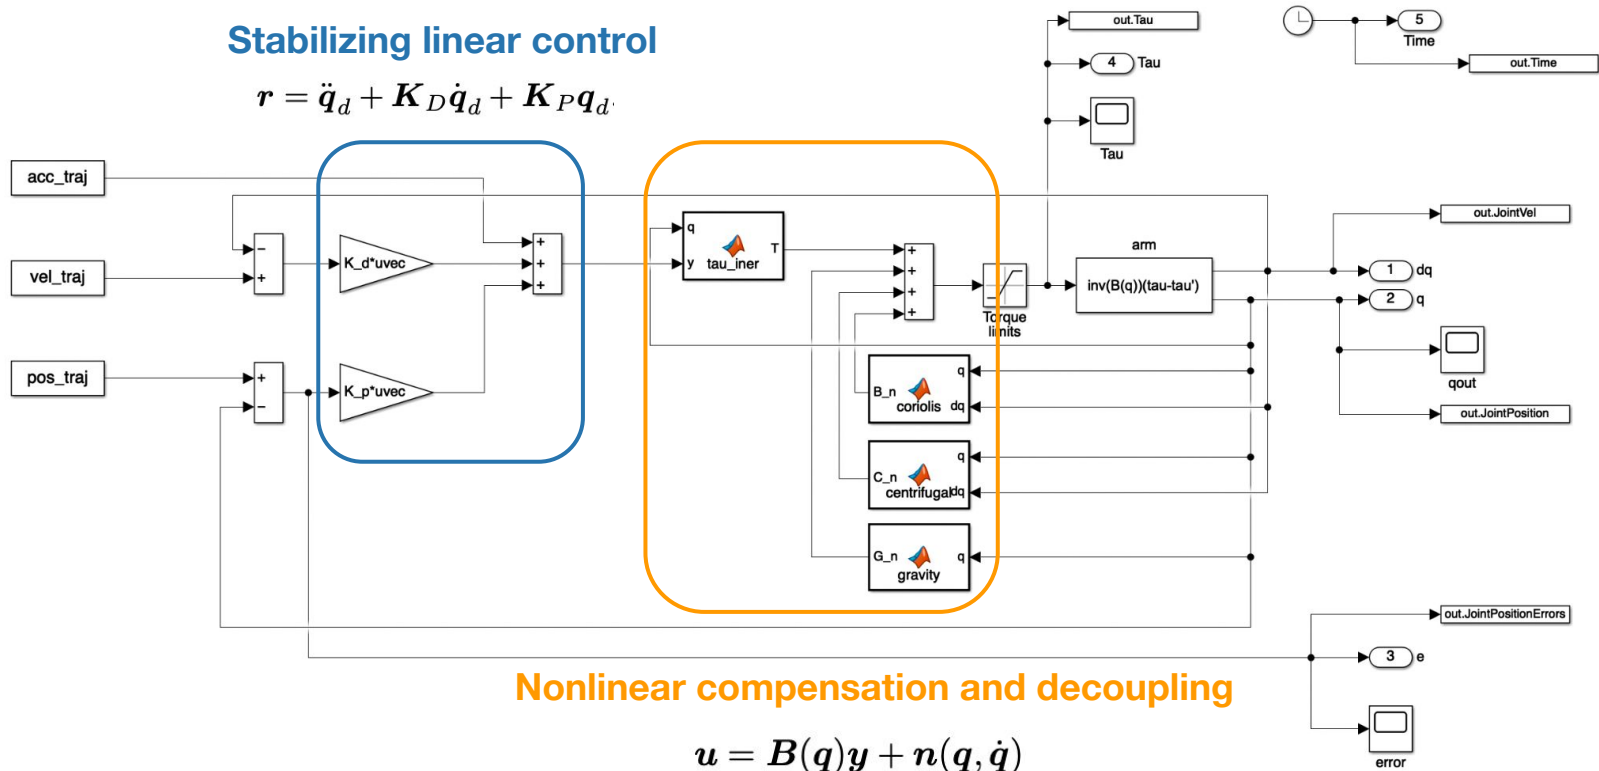 Stabilizing linear control
r = q̈_d + K_D q̇_d + K_P q_d.
out.Tau
4 Tau
Tau
5
Time
out.Time
acc_traj
vel_traj
pos_traj
−
+
+
−
K_d*uvec
K_p*uvec
+
+
+
q
y
T
tau_iner
+
+
+
+
Torque
limits
arm
inv(B(q))(tau-tau')
out.JointVel
1 dq
2 q
qout
out.JointPosition
B_n
q
dq
coriolis
C_n
q
dq
centrifugal
G_n
q
gravity
out.JointPositionErrors
3 e
error
Nonlinear compensation and decoupling
u = B(q)y + n(q, q̇)